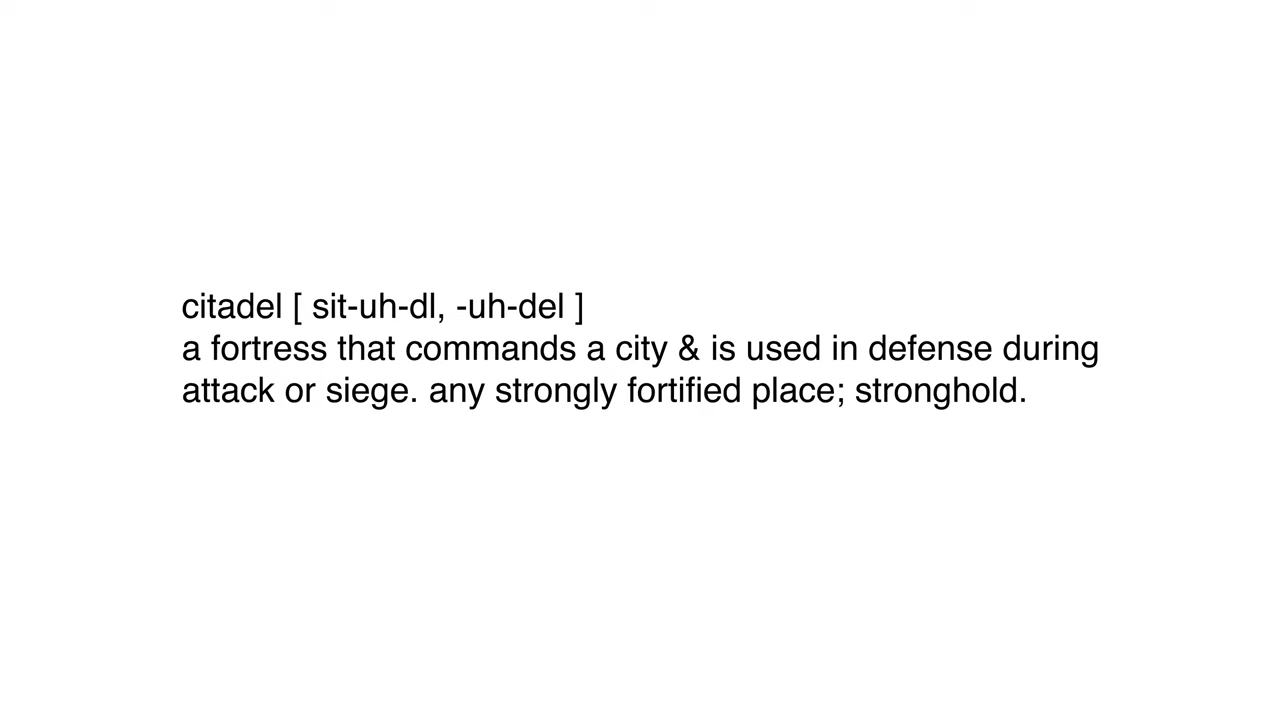 citadel [ sit-uh-dl, -uh-del ]
a fortress that commands a city & is used in defense during
attack or siege. any strongly fortified place; stronghold.